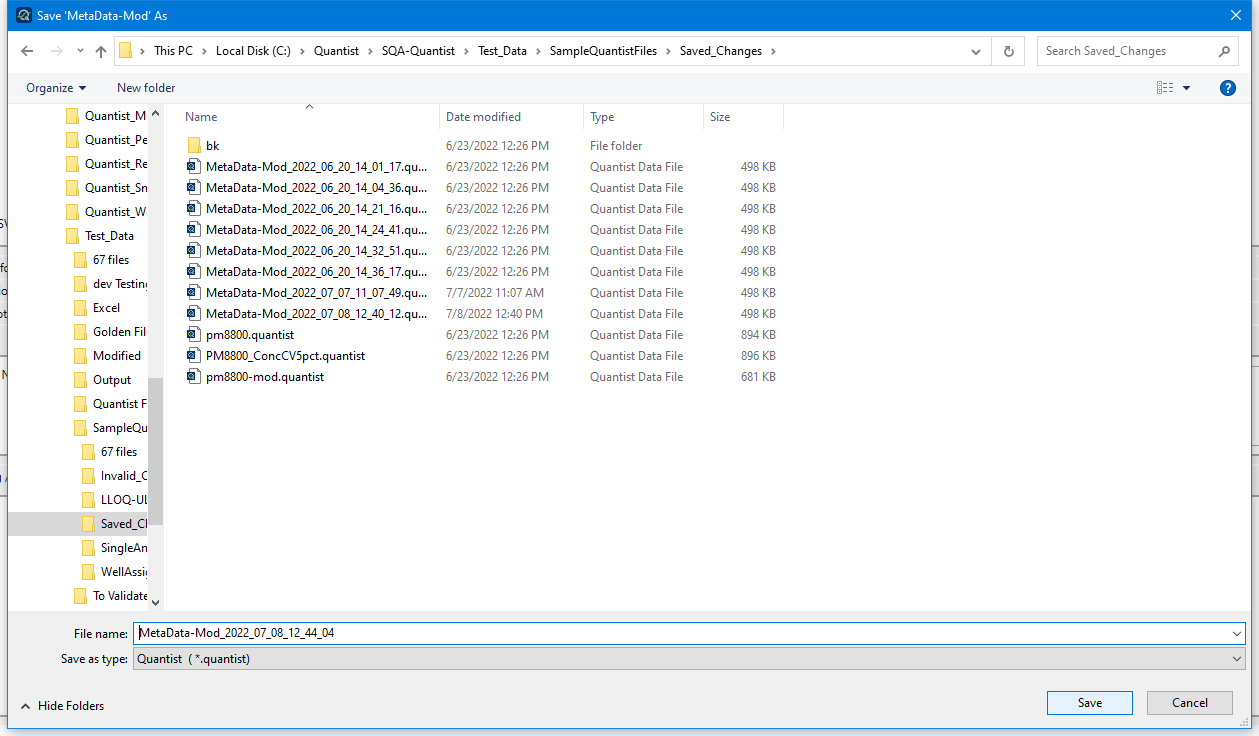 Save 'MetaData-Mod' As
This PC > Local Disk (C:) > Quantist > SQA-Quantist > Test_Data > SampleQuantistFiles > Saved_Changes >
Search Saved_Changes
Organize
New folder
?
Quantist_M
Quantist_Pe
Quantist_Re
Quantist_Sn
Quantist_W
Test_Data
67 files
dev Testing
Excel
Golden Fil
Modified
Output
Quantist F
SampleQu
67 files
Invalid_C
LLOQ-UL
Saved_Cl
SingleAn
WellAssi
To Validate
Name Date modified Type Size
bk 6/23/2022 12:26 PM File folder
MetaData-Mod_2022_06_20_14_01_17.qu... 6/23/2022 12:26 PM Quantist Data File 498 KB
MetaData-Mod_2022_06_20_14_04_36.qu... 6/23/2022 12:26 PM Quantist Data File 498 KB
MetaData-Mod_2022_06_20_14_21_16.qu... 6/23/2022 12:26 PM Quantist Data File 498 KB
MetaData-Mod_2022_06_20_14_24_41.qu... 6/23/2022 12:26 PM Quantist Data File 498 KB
MetaData-Mod_2022_06_20_14_32_51.qu... 6/23/2022 12:26 PM Quantist Data File 498 KB
MetaData-Mod_2022_06_20_14_36_17.qu... 6/23/2022 12:26 PM Quantist Data File 498 KB
MetaData-Mod_2022_07_07_11_07_49.qu... 7/7/2022 11:07 AM Quantist Data File 498 KB
MetaData-Mod_2022_07_08_12_40_12.qu... 7/8/2022 12:40 PM Quantist Data File 498 KB
pm8800.quantist 6/23/2022 12:26 PM Quantist Data File 894 KB
PM8800_ConcCV5pct.quantist 6/23/2022 12:26 PM Quantist Data File 896 KB
pm8800-mod.quantist 6/23/2022 12:26 PM Quantist Data File 681 KB
File name: MetaData-Mod_2022_07_08_12_44_04
Save as type: Quantist ( *.quantist)
Hide Folders
Save
Cancel